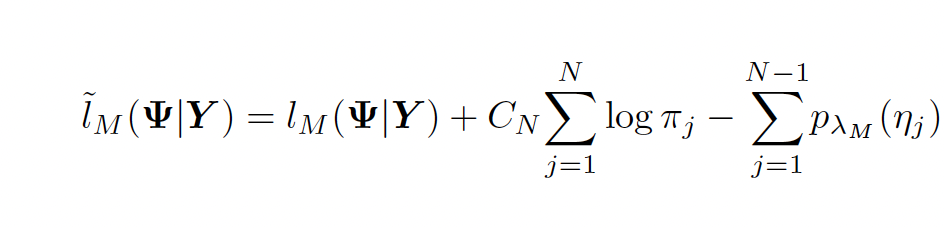 $\tilde{l}_M(\boldsymbol{\Psi}|\boldsymbol{Y}) = l_M(\boldsymbol{\Psi}|\boldsymbol{Y}) + C_N \sum_{j=1}^{N} \log \pi_j - \sum_{j=1}^{N-1} p_{\lambda_M}(\eta_j)$